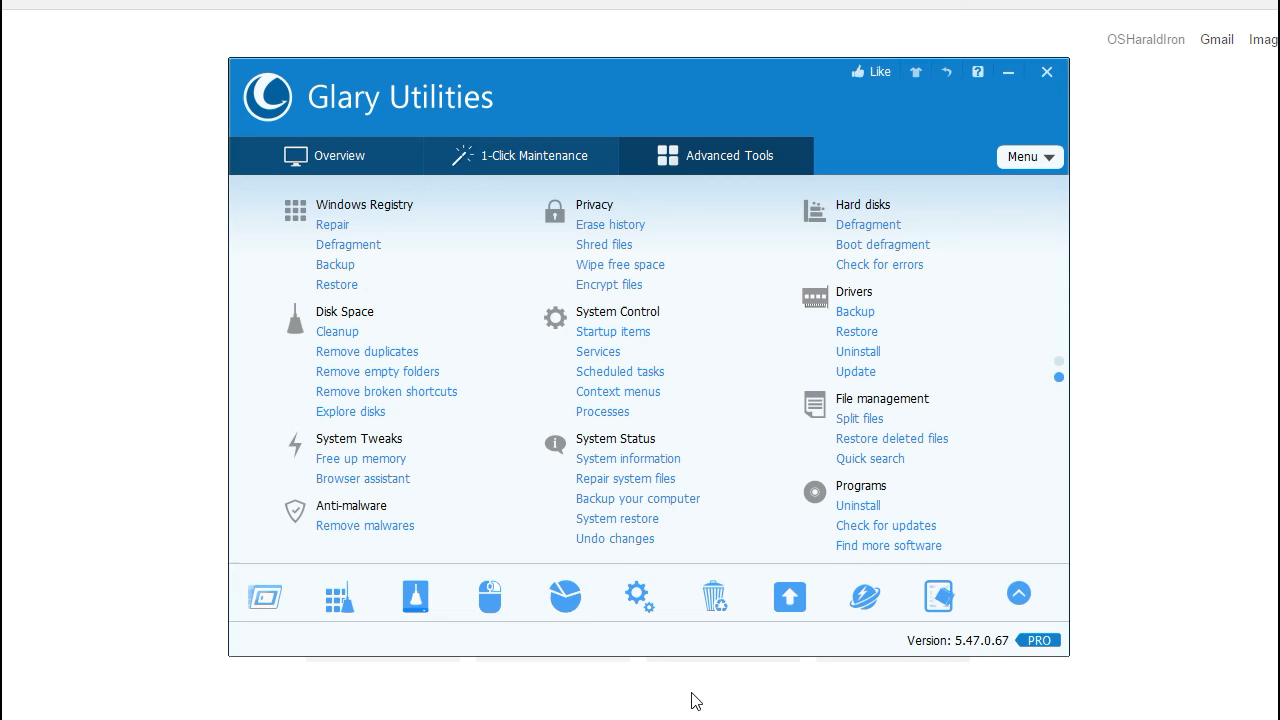 OSHaraldIron Gmail Imag
Like
Glary Utilities
Overview
1-Click Maintenance
Advanced Tools
Menu
Windows Registry
Repair
Defragment
Backup
Restore
Disk Space
Cleanup
Remove duplicates
Remove empty folders
Remove broken shortcuts
Explore disks
System Tweaks
Free up memory
Browser assistant
Anti-malware
Remove malwares
Privacy
Erase history
Shred files
Wipe free space
Encrypt files
System Control
Startup items
Services
Scheduled tasks
Context menus
Processes
System Status
System information
Repair system files
Backup your computer
System restore
Undo changes
Hard disks
Defragment
Boot defragment
Check for errors
Drivers
Backup
Restore
Uninstall
Update
File management
Split files
Restore deleted files
Quick search
Programs
Uninstall
Check for updates
Find more software
Version: 5.47.0.67 PRO